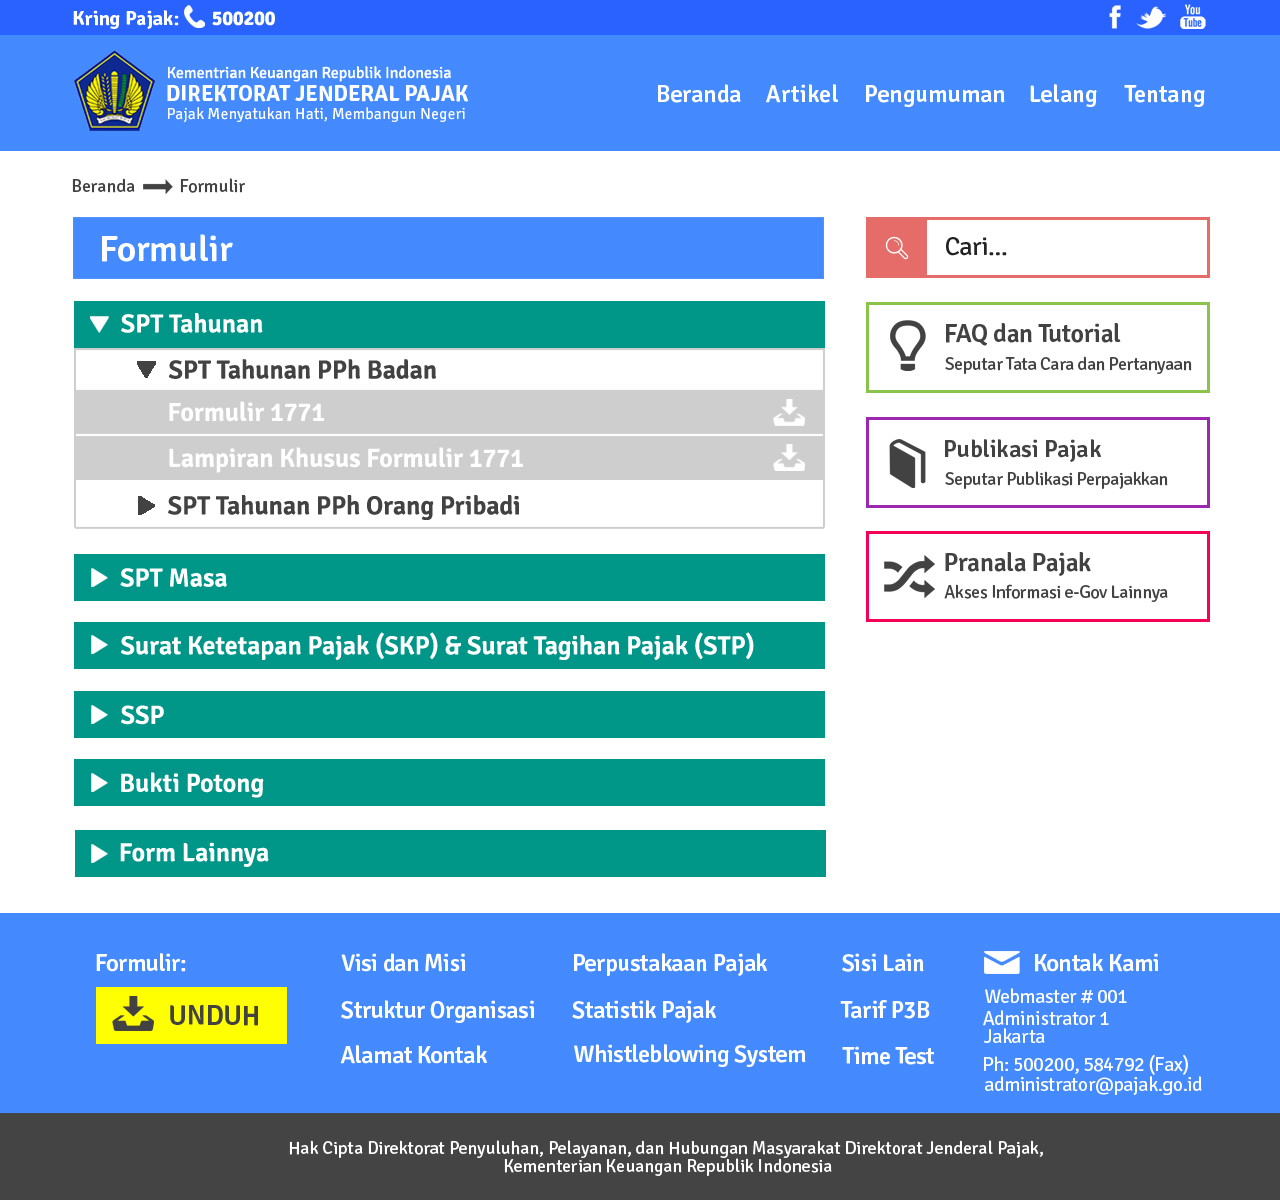 Kring Pajak: 500200
You
Tube
Kementrian Keuangan Republik Indonesia
DIREKTORAT JENDERAL PAJAK
Pajak Menyatukan Hati, Membangun Negeri
Beranda Artikel Pengumuman Lelang Tentang
Beranda Formulir
Formulir
SPT Tahunan
SPT Tahunan PPh Badan
Formulir 1771
Lampiran Khusus Formulir 1771
SPT Tahunan PPh Orang Pribadi
SPT Masa
Surat Ketetapan Pajak (SKP) & Surat Tagihan Pajak (STP)
SSP
Bukti Potong
Form Lainnya
Cari...
FAQ dan Tutorial
Seputar Tata Cara dan Pertanyaan
Publikasi Pajak
Seputar Publikasi Perpajakkan
Pranala Pajak
Akses Informasi e-Gov Lainnya
Formulir:
UNDUH
Visi dan Misi
Struktur Organisasi
Alamat Kontak
Perpustakaan Pajak
Statistik Pajak
Whistleblowing System
Sisi Lain
Tarif P3B
Time Test
Kontak Kami
Webmaster # 001
Administrator 1
Jakarta
Ph: 500200, 584792 (Fax)
administrator@pajak.go.id
Hak Cipta Direktorat Penyuluhan, Pelayanan, dan Hubungan Masyarakat Direktorat Jenderal Pajak,
Kementerian Keuangan Republik Indonesia